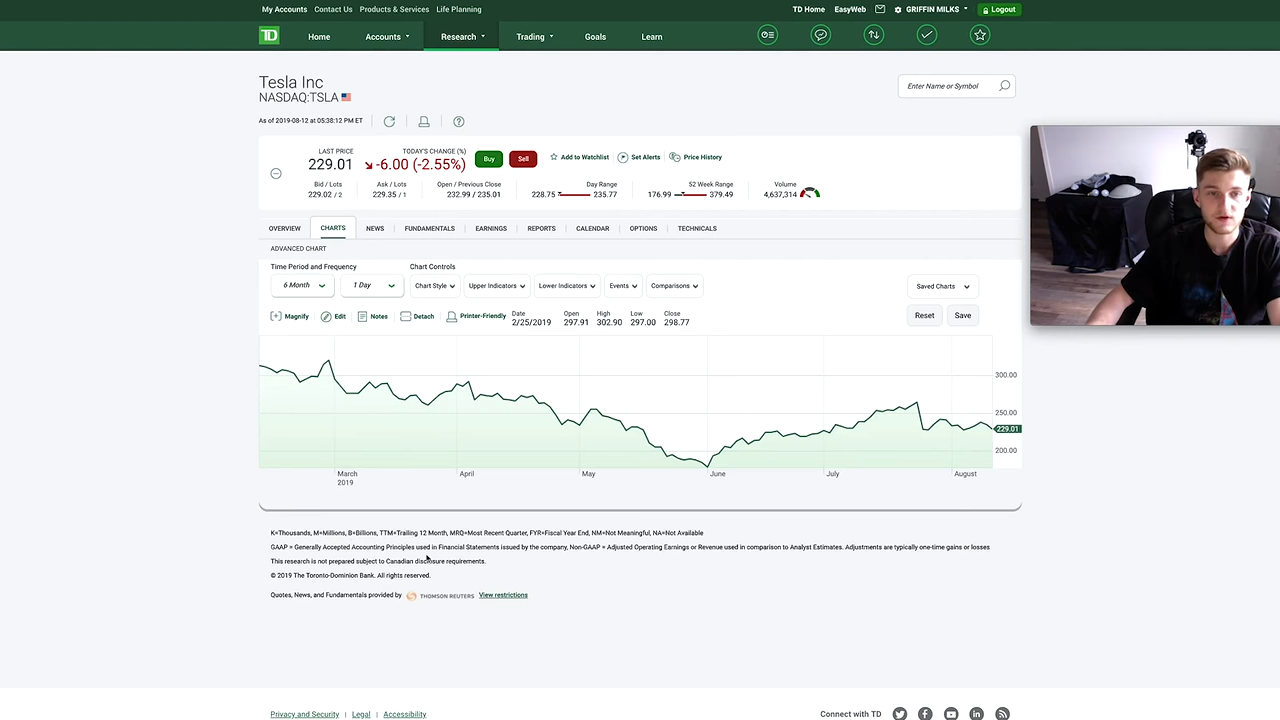 My Accounts Contact Us Products & Services Life Planning TD Home EasyWeb GRIFFIN MILKS Logout
TD Home Accounts Research Trading Goals Learn
Tesla Inc
NASDAQ:TSLA
Enter Name or Symbol
As of 2019-08-12 at 05:38:12 PM ET
LAST PRICE TODAY'S CHANGE (%)
229.01 -6.00 (-2.55%) Buy Sell Add to Watchlist Set Alerts Price History
Bid / Lots Ask / Lots Open / Previous Close Day Range 52 Week Range Volume
229.02 / 2 229.35 / 1 232.99 / 235.01 228.75 235.77 176.99 379.49 4,637,314
OVERVIEW CHARTS NEWS FUNDAMENTALS EARNINGS REPORTS CALENDAR OPTIONS TECHNICALS
ADVANCED CHART
Time Period and Frequency Chart Controls
6 Month 1 Day Chart Style Upper Indicators Lower Indicators Events Comparisons Saved Charts
Magnify Edit Notes Detach Printer-Friendly Date Open High Low Close Reset Save
2/25/2019 297.91 302.90 297.00 298.77
300.00
250.00
229.01
200.00
March April May June July August
2019
K=Thousands, M=Millions, B=Billions, TTM=Trailing 12 Month, MRQ=Most Recent Quarter, FYR=Fiscal Year End, NM=Not Meaningful, NA=Not Available
GAAP = Generally Accepted Accounting Principles used in Financial Statements issued by the company, Non-GAAP = Adjusted Operating Earnings or Revenue used in comparison to Analyst Estimates. Adjustments are typically one-time gains or losses
This research is not prepared subject to Canadian disclosure requirements.
© 2019 The Toronto-Dominion Bank. All rights reserved.
Quotes, News, and Fundamentals provided by THOMSON REUTERS View restrictions
Privacy and Security | Legal | Accessibility Connect with TD